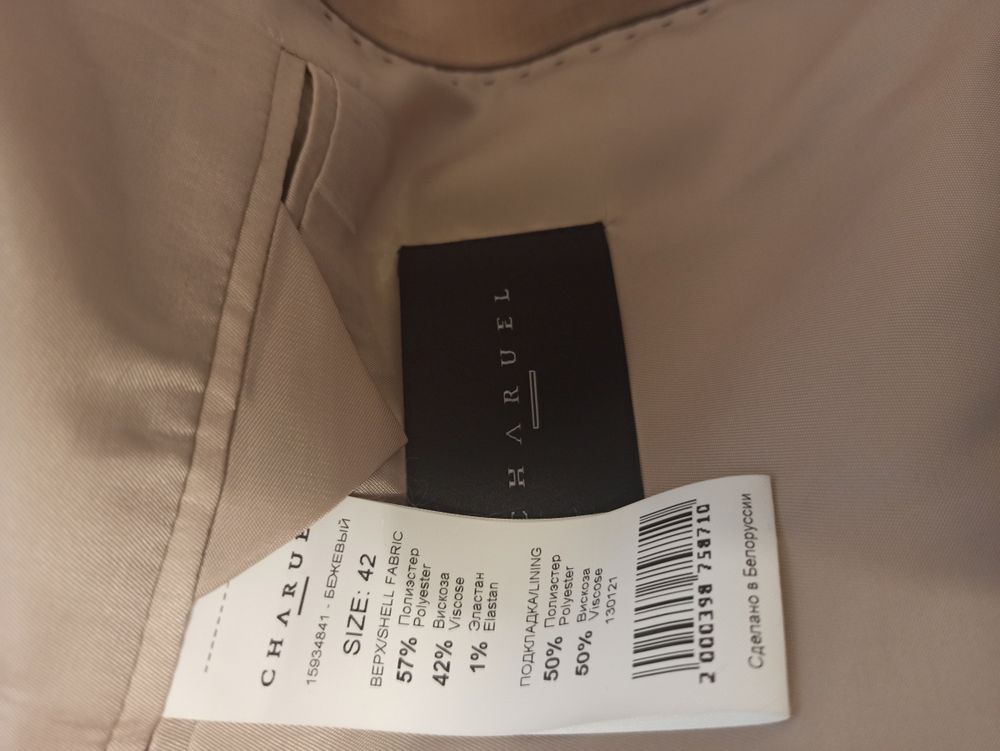 CHARUEL
CHARUEL
15934841 - БЕЖЕВЫЙ
SIZE: 42
ВЕРХ/SHELL FABRIC
57% Полиэстер
Polyester
42% Вискоза
Viscose
1% Эластан
Elastan
ПОДКЛАДКА/LINING
50% Полиэстер
Polyester
50% Вискоза
Viscose
130121
2 000398 758710
Сделано в Белоруссии